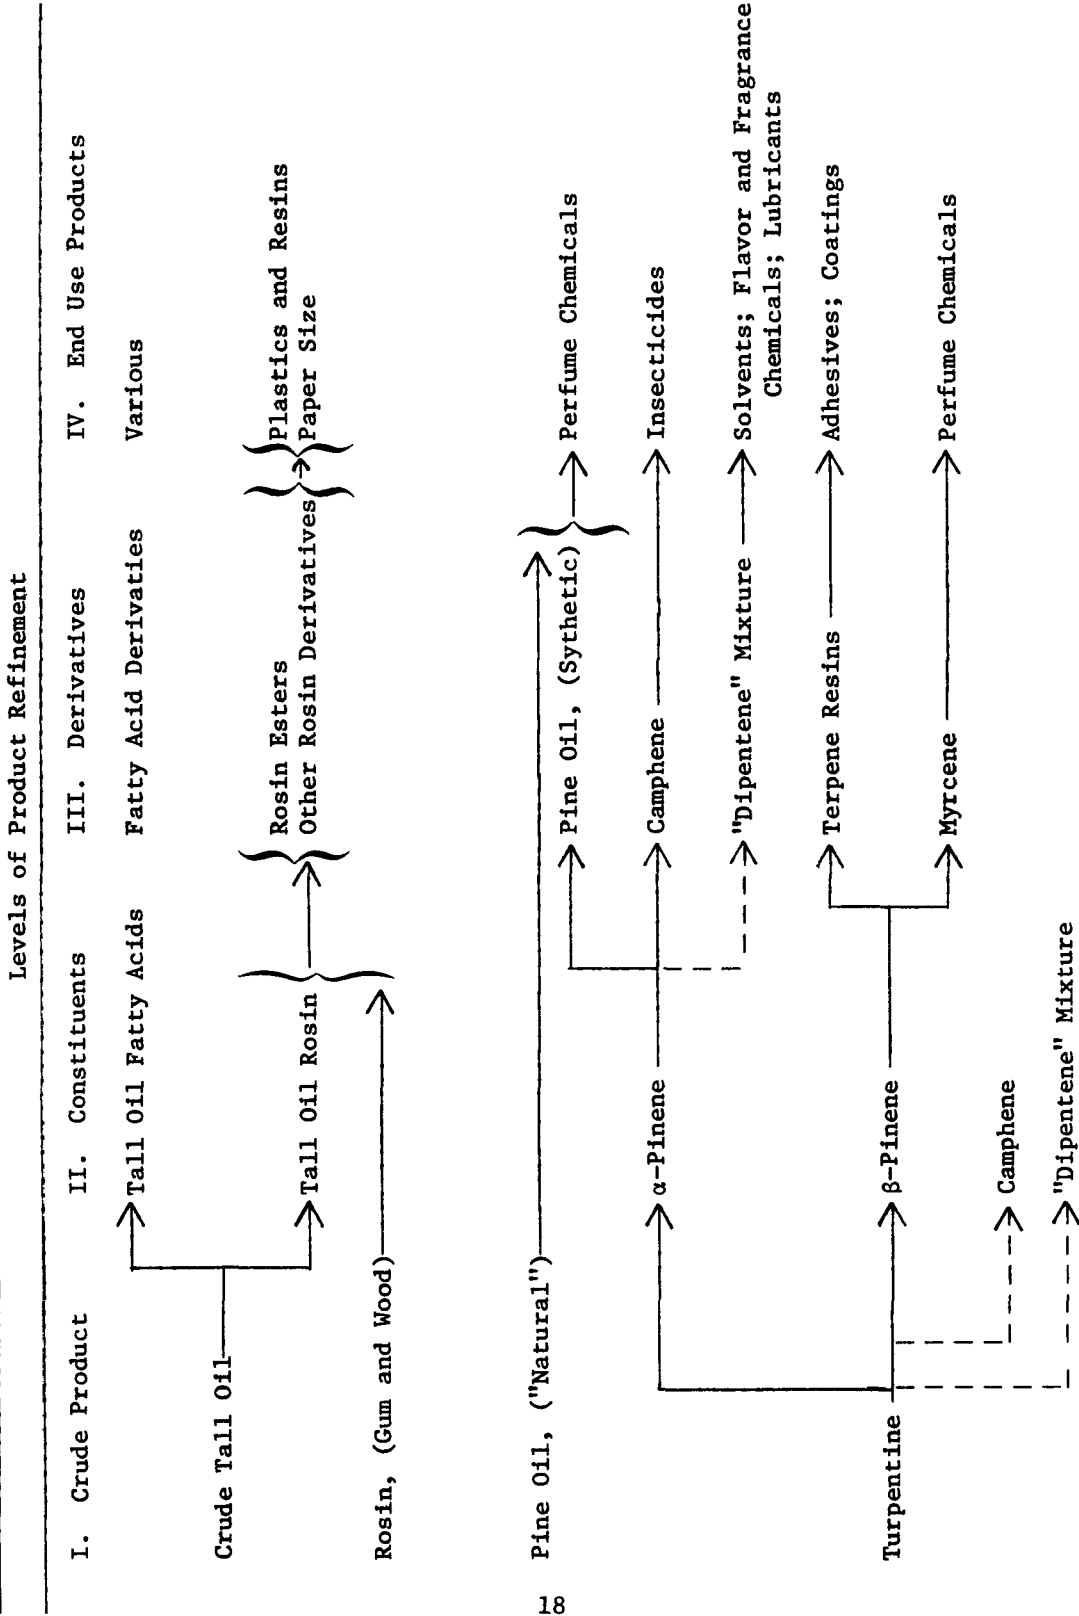 Levels of Product Refinement
I. Crude Product
II. Constituents
III. Derivatives
IV. End Use Products
Tall Oil Fatty Acids
Fatty Acid Derivaties
Various
Crude Tall Oil
Rosin Esters
Plastics and Resins
Tall Oil Rosin
Other Rosin Derivatives
Paper Size
Rosin, (Gum and Wood)
Pine Oil, ("Natural")
Pine Oil, (Sythetic)
Perfume Chemicals
α-Pinene
Camphene
Insecticides
"Dipentene" Mixture
Solvents; Flavor and Fragrance
Chemicals; Lubricants
Terpene Resins
Adhesives; Coatings
Turpentine
β-Pinene
Myrcene
Perfume Chemicals
Camphene
"Dipentene" Mixture
18